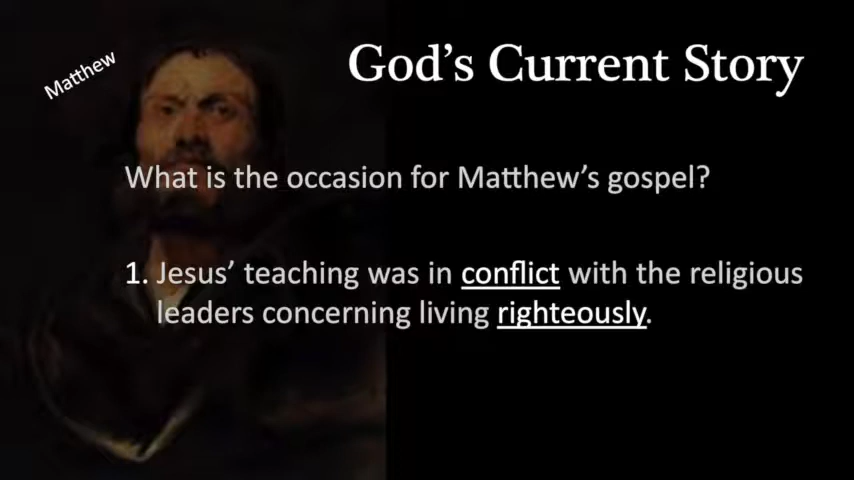 Matthew
God's Current Story
What is the occasion for Matthew's gospel?
1. Jesus' teaching was in conflict with the religious
leaders concerning living righteously.